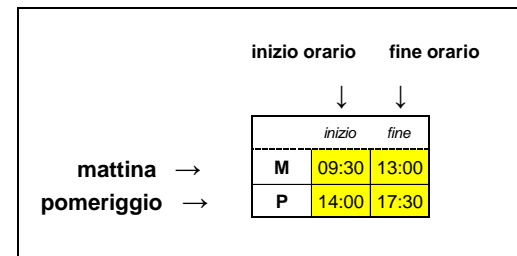 inizio orario fine orario
↓ ↓
inizio fine
mattina → M 09:30 13:00
pomeriggio → P 14:00 17:30